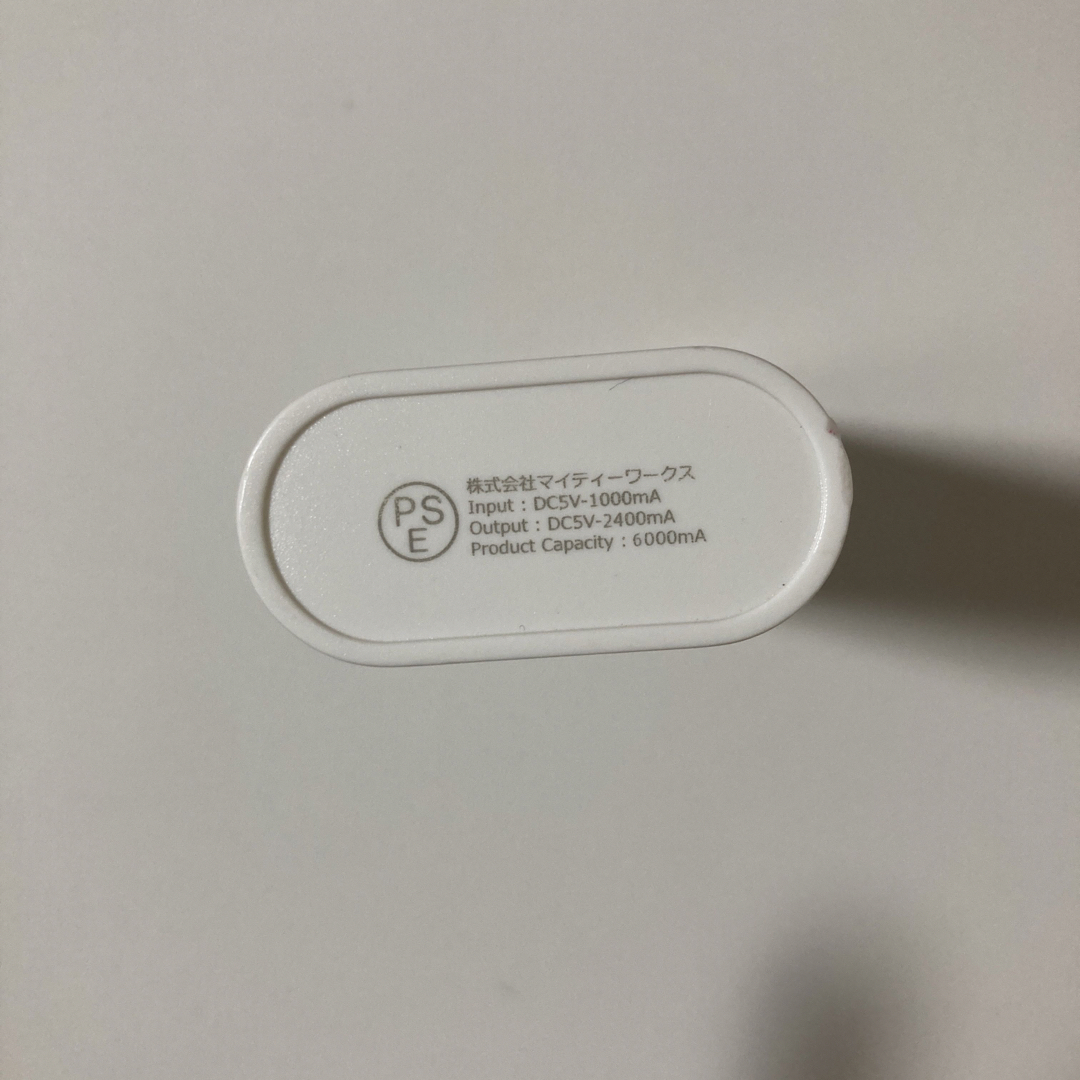 PS
E
株式会社マイティーワークス
Input : DC5V-1000mA
Output : DC5V-2400mA
Product Capacity : 6000mA